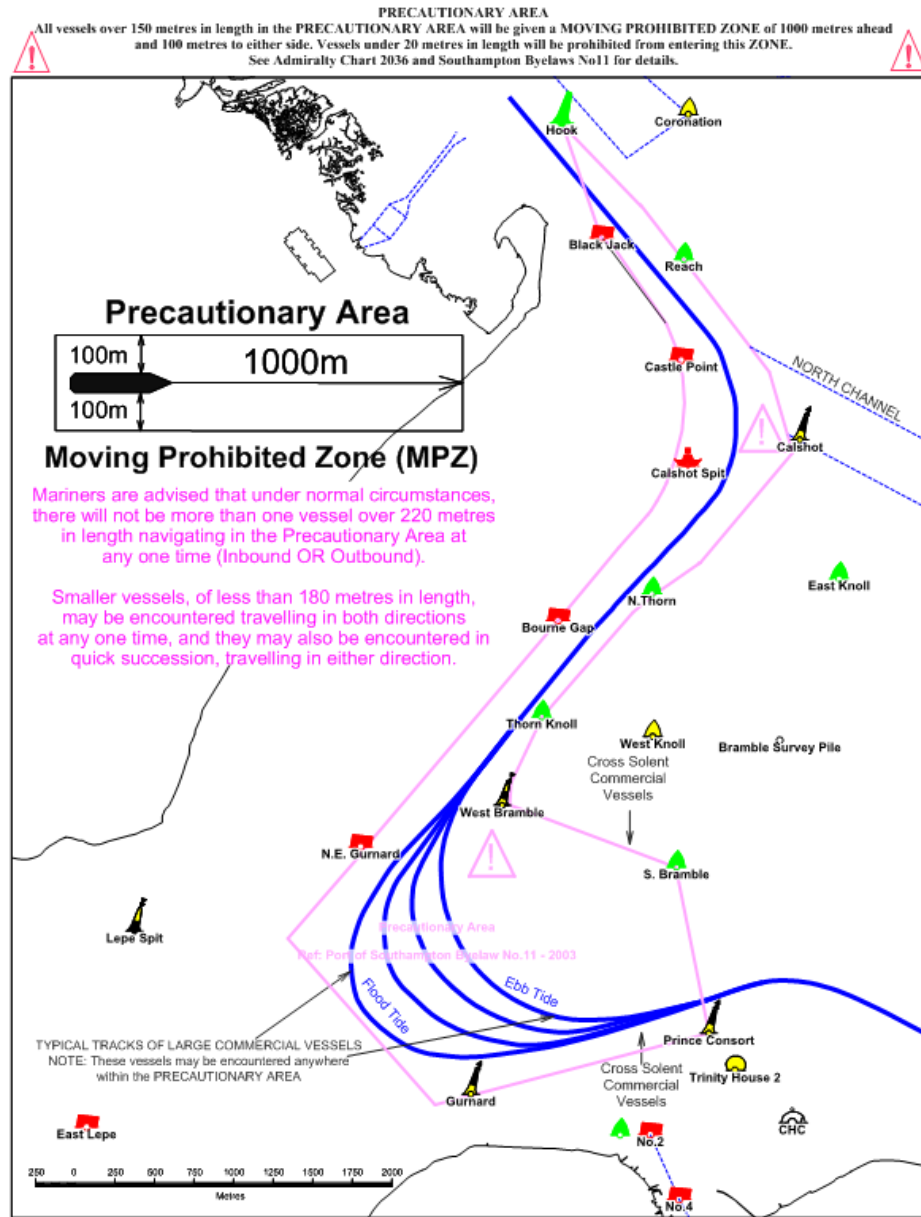 PRECAUTIONARY AREA
All vessels over 150 metres in length in the PRECAUTIONARY AREA will be given a MOVING PROHIBITED ZONE of 1000 metres ahead
and 100 metres to either side. Vessels under 20 metres in length will be prohibited from entering this ZONE.
See Admiralty Chart 2036 and Southampton Byelaws No11 for details.
!
!
Hook
Coronation
Black Jack
Reach
Precautionary Area
100m
1000m
100m
Moving Prohibited Zone (MPZ)
Castle Point
NORTH CHANNEL
!
Calshot
Calshot Spit
Mariners are advised that under normal circumstances,
there will not be more than one vessel over 220 metres
in length navigating in the Precautionary Area at
any one time (Inbound OR Outbound).
Smaller vessels, of less than 180 metres in length,
may be encountered travelling in both directions
at any one time, and they may also be encountered in
quick succession, travelling in either direction.
East Knoll
N.Thorn
Bourne Gap
Thorn Knoll
West Knoll
Bramble Survey Pile
Cross Solent
Commercial
Vessels
West Bramble
N.E. Gurnard
!
S. Bramble
Lepe Spit
Precautionary Area
Ref: Port of Southampton Byelaw No.11 - 2003
Flood Tide
Ebb Tide
TYPICAL TRACKS OF LARGE COMMERCIAL VESSELS
NOTE: These vessels may be encountered anywhere
within the PRECAUTIONARY AREA
Prince Consort
Cross Solent
Commercial
Vessels
Trinity House 2
Gurnard
East Lepe
No.2
CHC
250 0 250 500 750 1000 1250 1500 1750 2000
Metres
No.4